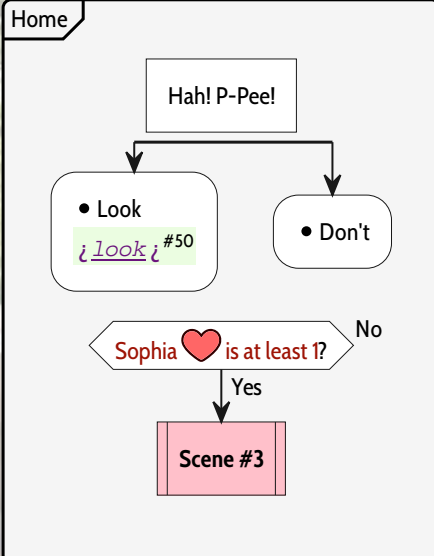 Home
Hah! P-Pee!
• Look
¿look¿#50
• Don't
Sophia ❤ is at least 1?
No
Yes
Scene #3